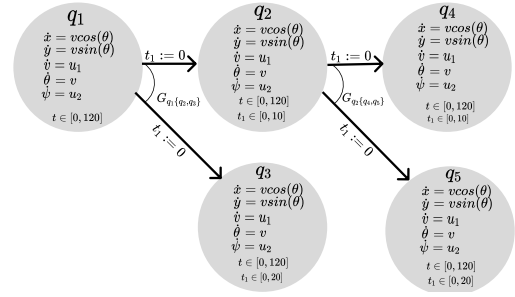 q₁
ẋ = vcos(θ)
ẏ = vsin(θ)
v̇ = u₁
θ̇ = v
ψ̇ = u₂
t ∈ [0, 120]
t₁ := 0
G_{q₁{q₂,q₃}}
t₁ := 0
q₂
ẋ = vcos(θ)
ẏ = vsin(θ)
v̇ = u₁
θ̇ = v
ψ̇ = u₂
t ∈ [0, 120]
t₁ ∈ [0, 10]
t₁ := 0
G_{q₂{q₄,q₅}}
t₁ := 0
q₄
ẋ = vcos(θ)
ẏ = vsin(θ)
v̇ = u₁
θ̇ = v
ψ̇ = u₂
t ∈ [0, 120]
t₁ ∈ [0, 10]
q₃
ẋ = vcos(θ)
ẏ = vsin(θ)
v̇ = u₁
θ̇ = v
ψ̇ = u₂
t ∈ [0, 120]
t₁ ∈ [0, 20]
q₅
ẋ = vcos(θ)
ẏ = vsin(θ)
v̇ = u₁
θ̇ = v
ψ̇ = u₂
t ∈ [0, 120]
t₁ ∈ [0, 20]